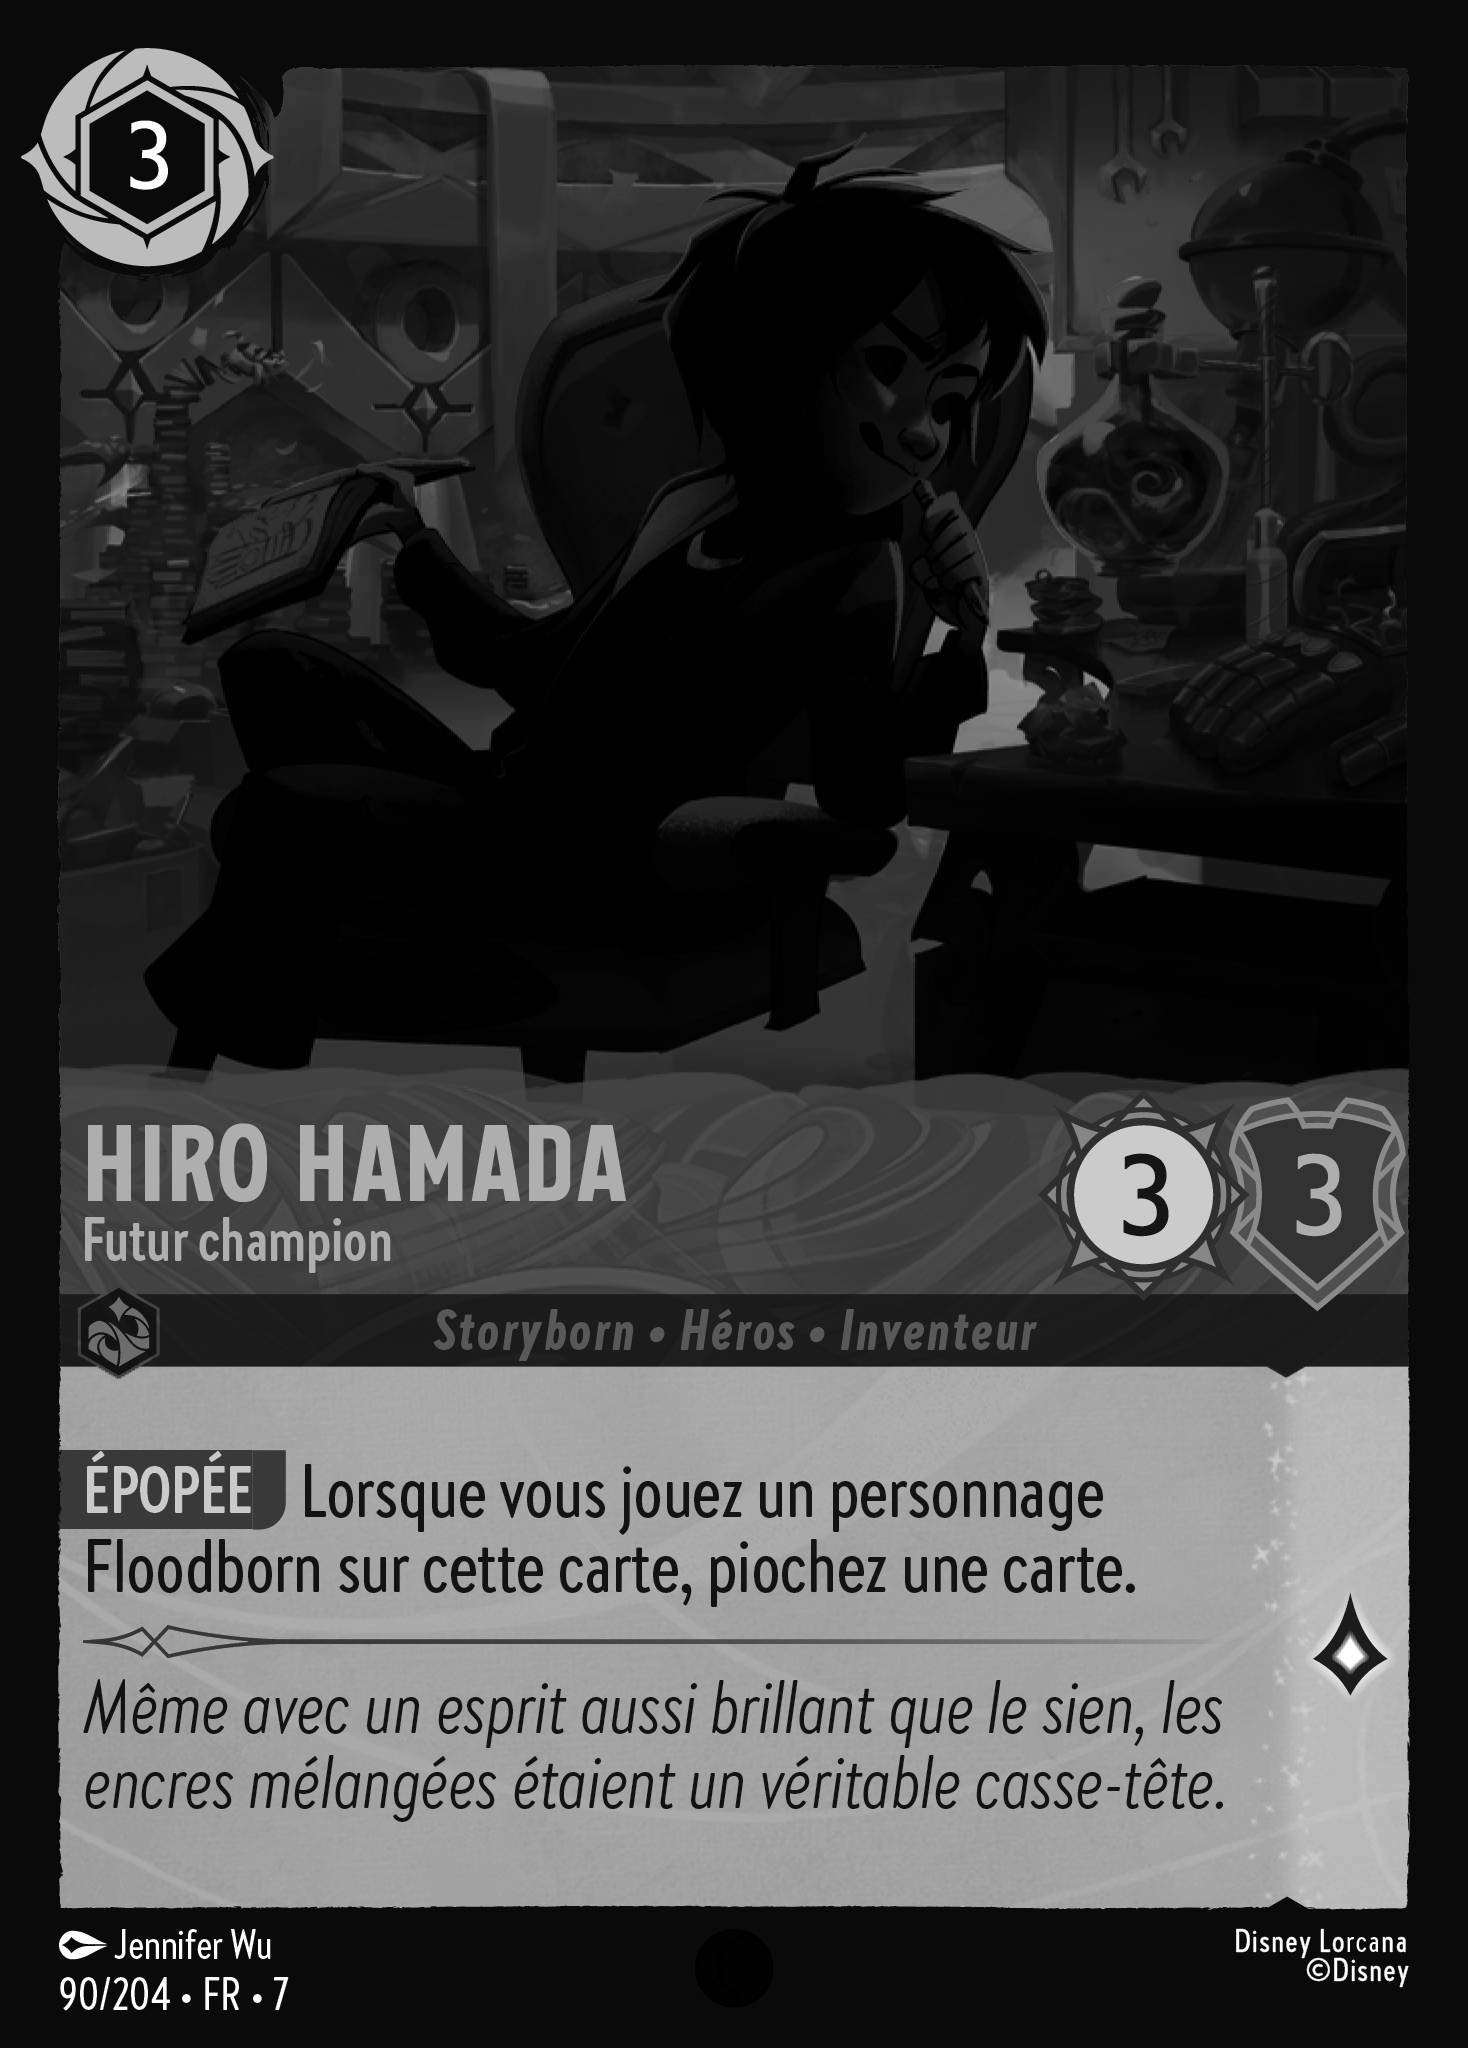 3
HIRO HAMADA
Futur champion
3
3
Storyborn • Héros • Inventeur
ÉPOPÉE Lorsque vous jouez un personnage
Floodborn sur cette carte, piochez une carte.
Même avec un esprit aussi brillant que le sien, les
encres mélangées étaient un véritable casse-tête.
Jennifer Wu
90/204 • FR • 7
Disney Lorcana
©Disney